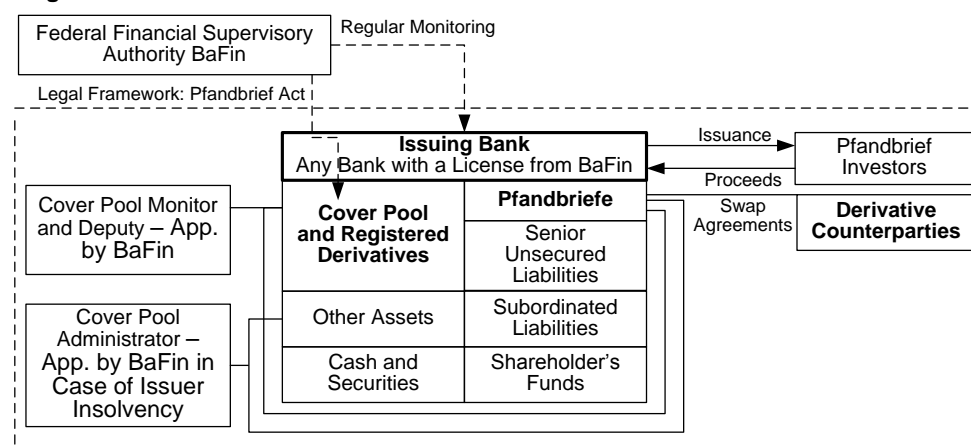 Federal Financial Supervisory
Authority BaFin
Regular Monitoring
Legal Framework: Pfandbrief Act
Issuing Bank
Any Bank with a License from BaFin
Issuance
Proceeds
Pfandbrief
Investors
Cover Pool Monitor
and Deputy – App.
by BaFin
Cover Pool
and Registered
Derivatives
Pfandbriefe
Swap
Agreements
Derivative
Counterparties
Senior
Unsecured
Liabilities
Cover Pool
Administrator –
App. by BaFin in
Case of Issuer
Insolvency
Other Assets
Subordinated
Liabilities
Cash and
Securities
Shareholder's
Funds